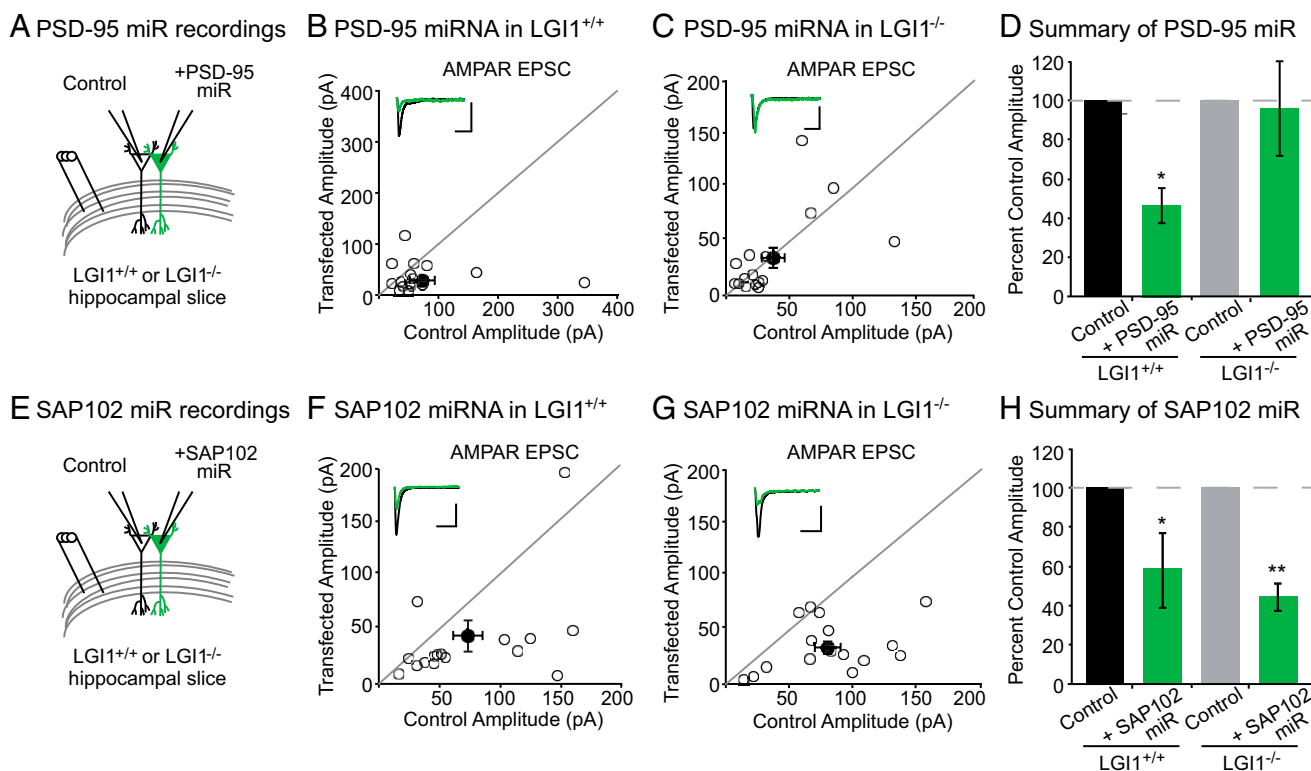 A PSD-95 miR recordings
Control
+PSD-95
miR
LGI1+/+ or LGI1-/-
hippocampal slice
B PSD-95 miRNA in LGI1+/+
AMPAR EPSC
Transfected Amplitude (pA)
400
300
200
100
0
0
100
200
300
400
Control Amplitude (pA)
C PSD-95 miRNA in LGI1-/-
AMPAR EPSC
Transfected Amplitude (pA)
200
150
100
50
0
50
100
150
200
Control Amplitude (pA)
D Summary of PSD-95 miR
Percent Control Amplitude
120
100
80
60
40
20
0
*
Control
+ PSD-95
miR
Control
+ PSD-95
miR
LGI1+/+
LGI1-/-
E SAP102 miR recordings
Control
+SAP102
miR
LGI1+/+ or LGI1-/-
hippocampal slice
F SAP102 miRNA in LGI1+/+
AMPAR EPSC
Transfected Amplitude (pA)
200
150
100
50
0
0
50
100
150
200
Control Amplitude (pA)
G SAP102 miRNA in LGI1-/-
AMPAR EPSC
Transfected Amplitude (pA)
200
150
100
50
0
50
100
150
200
Control Amplitude (pA)
H Summary of SAP102 miR
Percent Control Amplitude
120
100
80
60
40
20
0
*
**
Control
+ SAP102
miR
Control
+ SAP102
miR
LGI1+/+
LGI1-/-